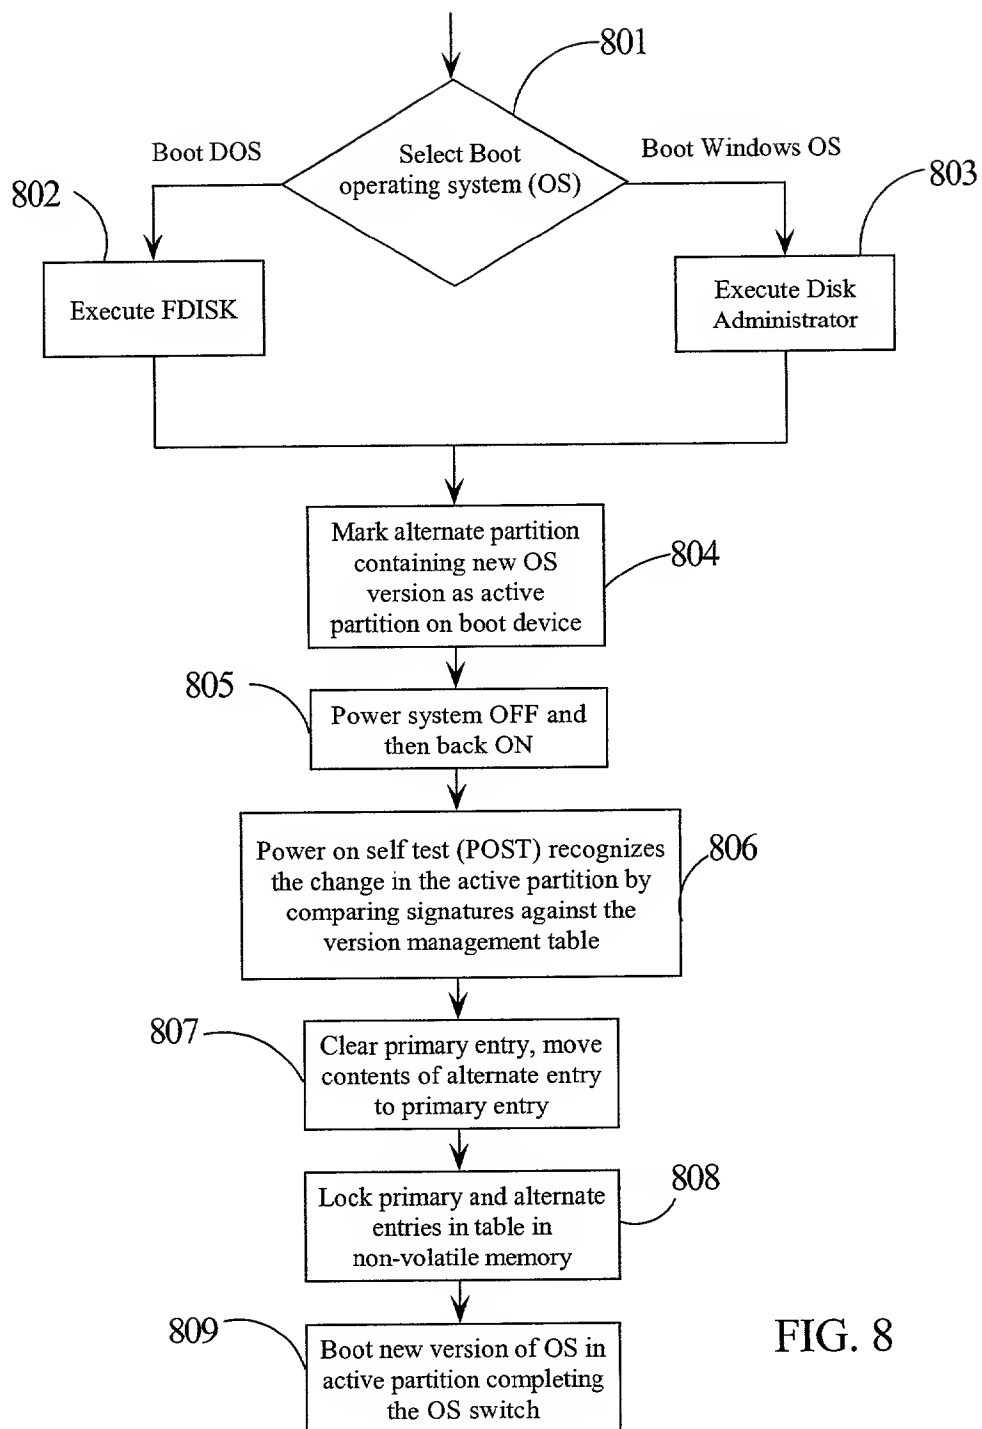 801
Select Boot
operating system (OS)
Boot DOS
Boot Windows OS
802
803
Execute FDISK
Execute Disk
Administrator
Mark alternate partition
containing new OS
version as active
partition on boot device
804
805
Power system OFF and
then back ON
Power on self test (POST) recognizes
the change in the active partition by
comparing signatures against the
version management table
806
807
Clear primary entry, move
contents of alternate entry
to primary entry
Lock primary and alternate
entries in table in
non-volatile memory
808
809
Boot new version of OS in
active partition completing
the OS switch
FIG. 8